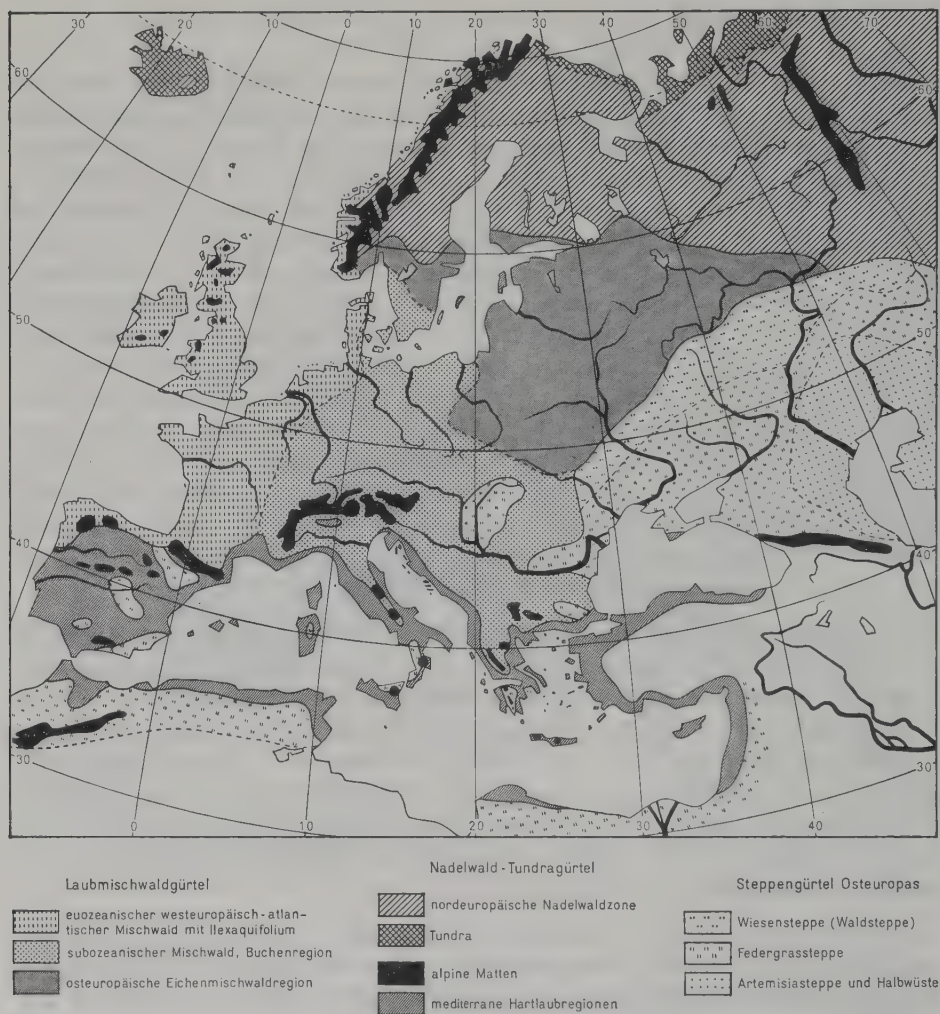 30 20 10 0 10 20 30 40 50 60 70
60 60
50 50
40 40
30 30
0 10 20 30 40
Laubmischwaldgürtel
euozeanischer westeuropäisch-atlan-
tischer Mischwald mit Ilexaquifolium
subozeanischer Mischwald, Buchenregion
osteuropäische Eichenmischwaldregion
Nadelwald-Tundragürtel
nordeuropäische Nadelwaldzone
Tundra
alpine Matten
mediterrane Hartlaubregionen
Steppengürtel Osteuropas
Wiesensteppe (Waldsteppe)
Federgrassteppe
Artemisiasteppe und Halbwüste